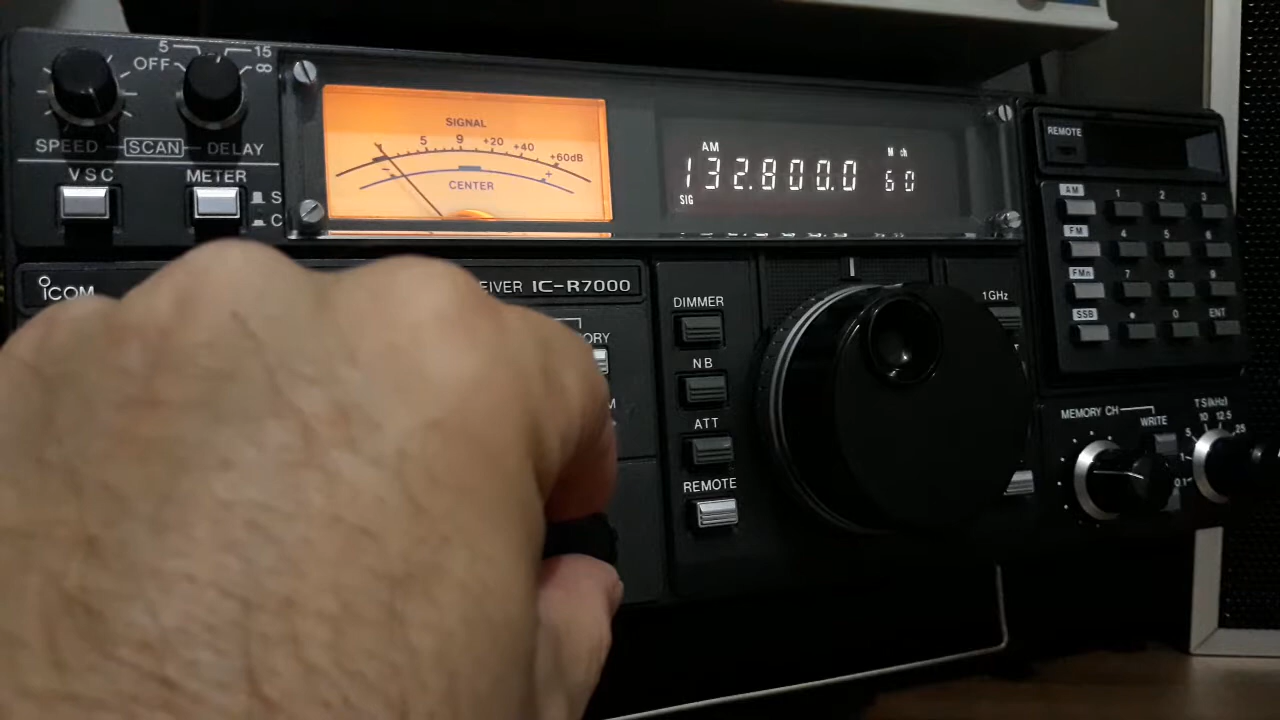 5 15
OFF ∞
SPEED SCAN DELAY
VSC METER
S
C
SIGNAL
5 9 +20 +40 +60dB
- +
CENTER
AM
M ch
132.800.0 60
SIG
REMOTE
AM 1 2 3
FM 4 5 6
FMn 7 8 9
SSB • 0 ENT
ICOM EIVER IC-R7000
ORY
M
DIMMER
NB
ATT
REMOTE
1GHz
MEMORY CH
WRITE
TS(kHz)
5 10 12.5 25
1
0.1